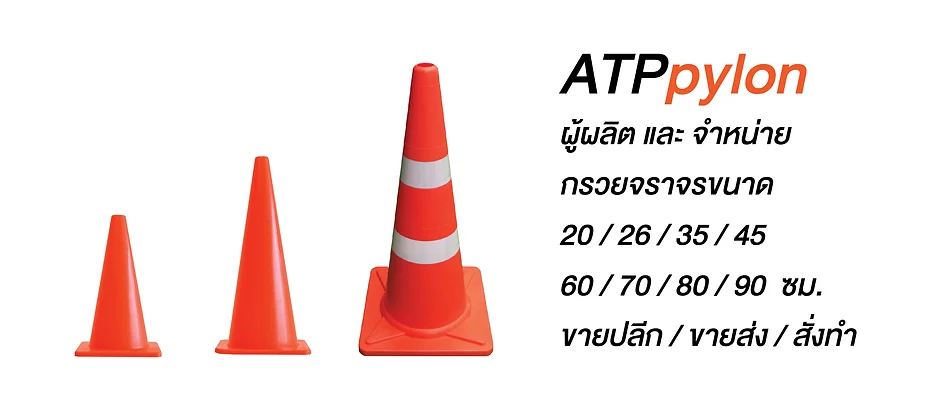 ATPpylon
ผู้ผลิต และ จำหน่าย
กรวยจราจรขนาด
20 / 26 / 35 / 45
60 / 70 / 80 / 90 ซม.
ขายปลีก / ขายส่ง / สั่งทำ